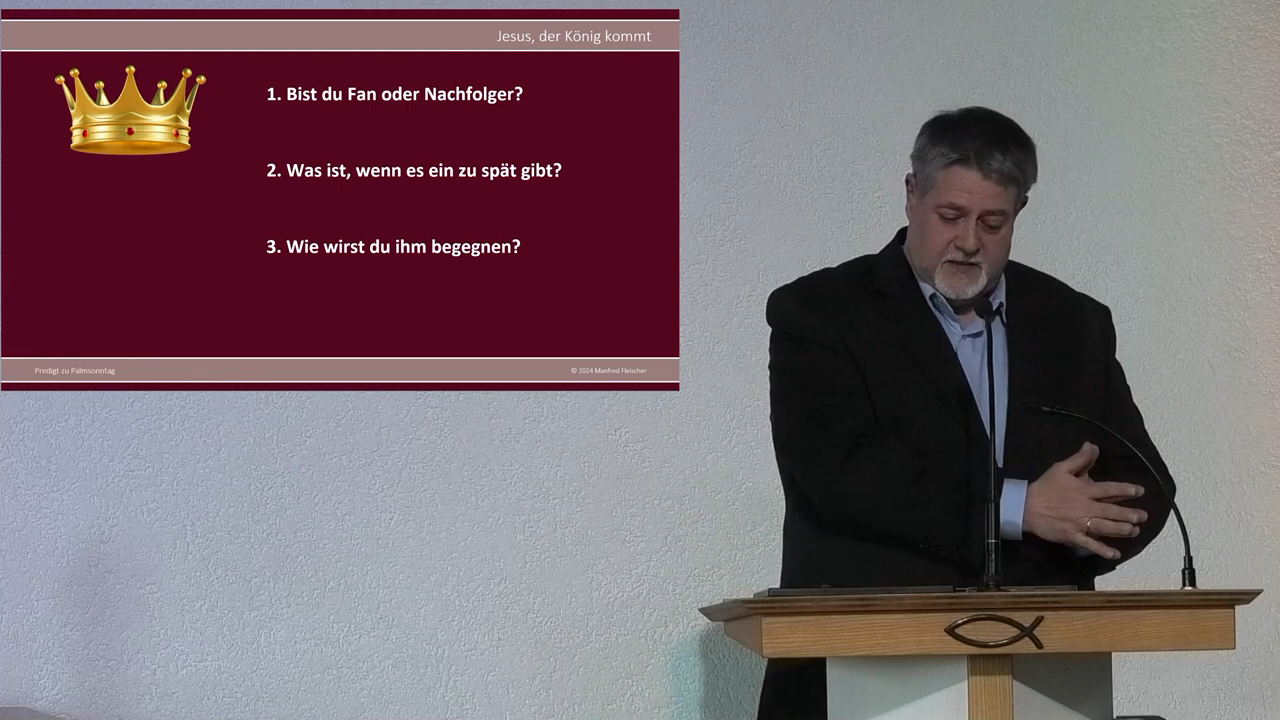 Jesus, der König kommt
1. Bist du Fan oder Nachfolger?
2. Was ist, wenn es ein zu spät gibt?
3. Wie wirst du ihm begegnen?
Predigt zu Palmsonntag
© 2024 Manfred Fleischer